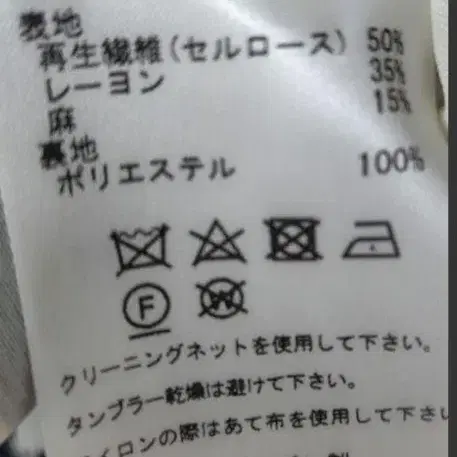 表地
再生繊維(セルロース) 50%
レーヨン 35%
麻 15%
裏地
ポリエステル 100%
F
W
クリーニングネットを使用して下さい。
タンブラー乾燥は避けて下さい。
イロンの際はあて布を使用して下さい